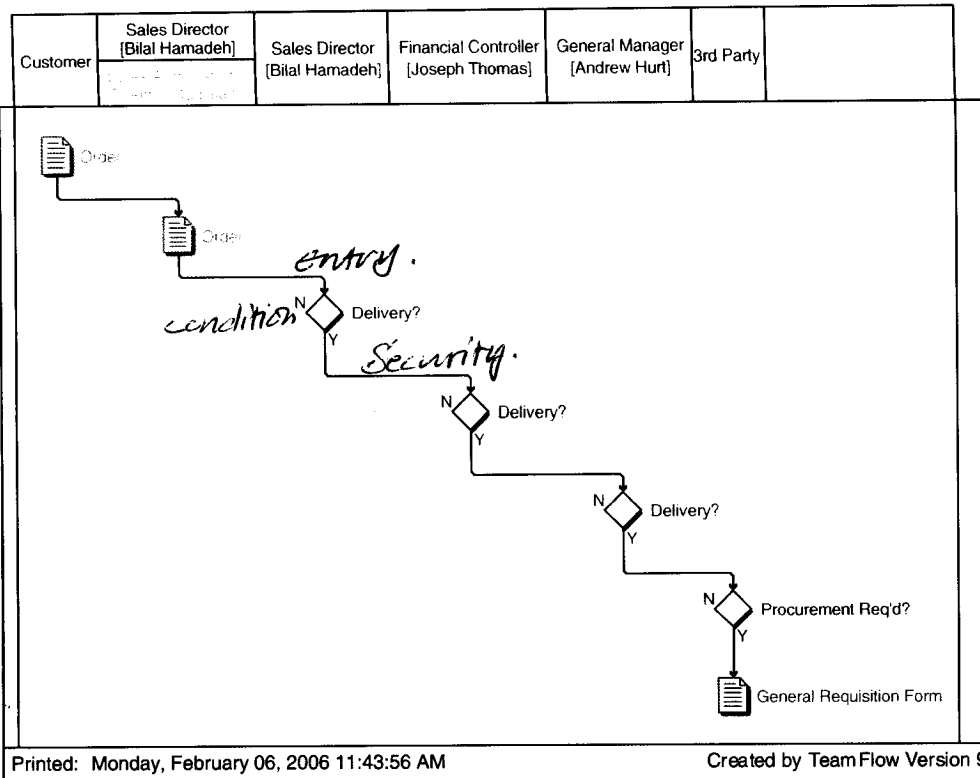 Customer
Sales Director
[Bilal Hamadeh]
Sales Director
[Bilal Hamadeh]
Financial Controller
[Joseph Thomas]
General Manager
[Andrew Hurt]
3rd Party
Order
Order
entry.
condition
N
Delivery?
Y
Security.
N
Delivery?
Y
N
Delivery?
Y
N
Procurement Req'd?
Y
General Requisition Form
Printed: Monday, February 06, 2006 11:43:56 AM
Created by TeamFlow Version